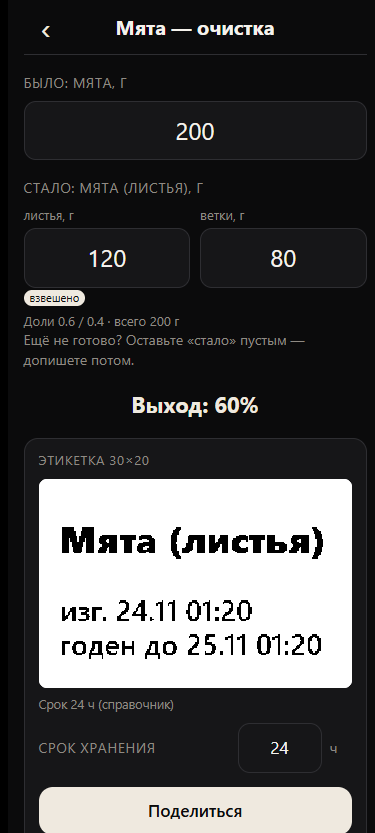 ‹ Мята — очистка
БЫЛО: МЯТА, Г
200
СТАЛО: МЯТА (ЛИСТЬЯ), Г
листья, г ветки, г
120 80
взвешено
Доли 0.6 / 0.4 · всего 200 г
Ещё не готово? Оставьте «стало» пустым —
допишете потом.
Выход: 60%
ЭТИКЕТКА 30×20
Мята (листья)
изг. 24.11 01:20
годен до 25.11 01:20
Срок 24 ч (справочник)
СРОК ХРАНЕНИЯ 24 ч
Поделиться